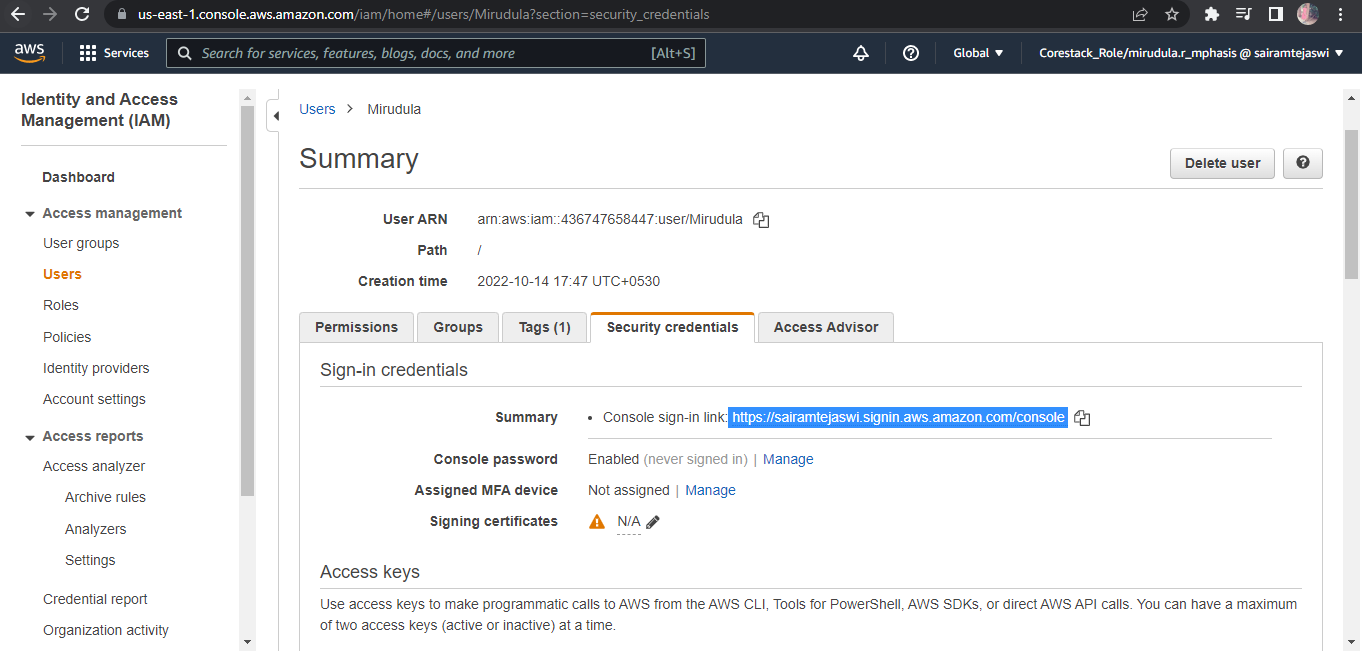 us-east-1.console.aws.amazon.com/iam/home#/users/Mirudula?section=security_credentials
aws Services Search for services, features, blogs, docs, and more [Alt+S] Global Corestack_Role/mirudula.r_mphasis @ sairamtejaswi
Identity and Access
Management (IAM)
Dashboard
Access management
User groups
Users
Roles
Policies
Identity providers
Account settings
Access reports
Access analyzer
Archive rules
Analyzers
Settings
Credential report
Organization activity
Users > Mirudula
Summary
Delete user
User ARN arn:aws:iam::436747658447:user/Mirudula
Path /
Creation time 2022-10-14 17:47 UTC+0530
Permissions Groups Tags (1) Security credentials Access Advisor
Sign-in credentials
Summary • Console sign-in link: https://sairamtejaswi.signin.aws.amazon.com/console
Console password Enabled (never signed in) | Manage
Assigned MFA device Not assigned | Manage
Signing certificates N/A
Access keys
Use access keys to make programmatic calls to AWS from the AWS CLI, Tools for PowerShell, AWS SDKs, or direct AWS API calls. You can have a maximum
of two access keys (active or inactive) at a time.